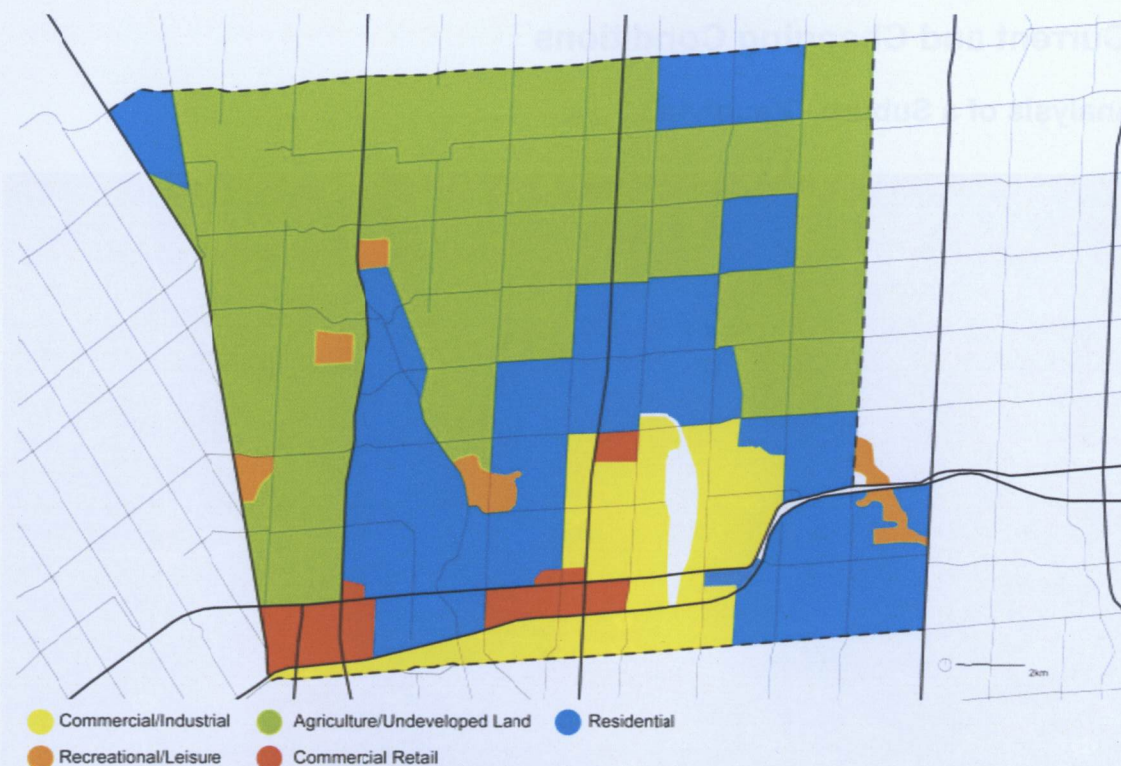 2km
Commercial/Industrial
Agriculture/Undeveloped Land
Residential
Recreational/Leisure
Commercial Retail